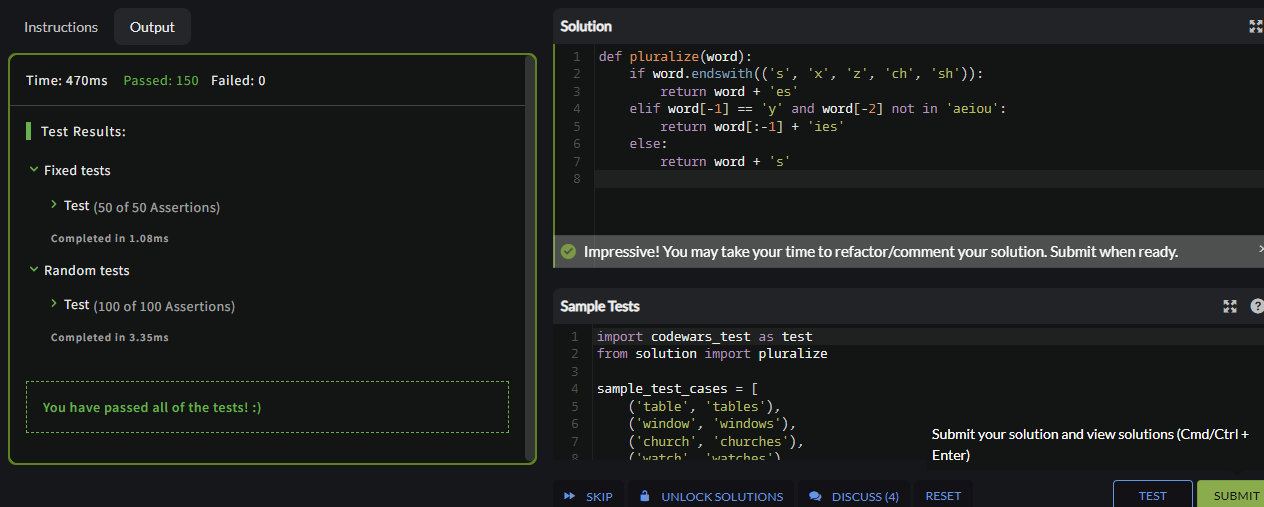 Instructions
Output
Time: 470ms Passed: 150 Failed: 0
Test Results:
Fixed tests
Test (50 of 50 Assertions)
Completed in 1.08ms
Random tests
Test (100 of 100 Assertions)
Completed in 3.35ms
You have passed all of the tests! :)
Solution
1 def pluralize(word):
2     if word.endswith(('s', 'x', 'z', 'ch', 'sh')):
3         return word + 'es'
4     elif word[-1] == 'y' and word[-2] not in 'aeiou':
5         return word[:-1] + 'ies'
6     else:
7         return word + 's'
8
Impressive! You may take your time to refactor/comment your solution. Submit when ready.
Sample Tests
?
1 import codewars_test as test
2 from solution import pluralize
3
4 sample_test_cases = [
5     ('table', 'tables'),
6     ('window', 'windows'),
7     ('church', 'churches'),
8     ('watch', 'watches')
Submit your solution and view solutions (Cmd/Ctrl +
Enter)
SKIP
UNLOCK SOLUTIONS
DISCUSS (4)
RESET
TEST
SUBMIT